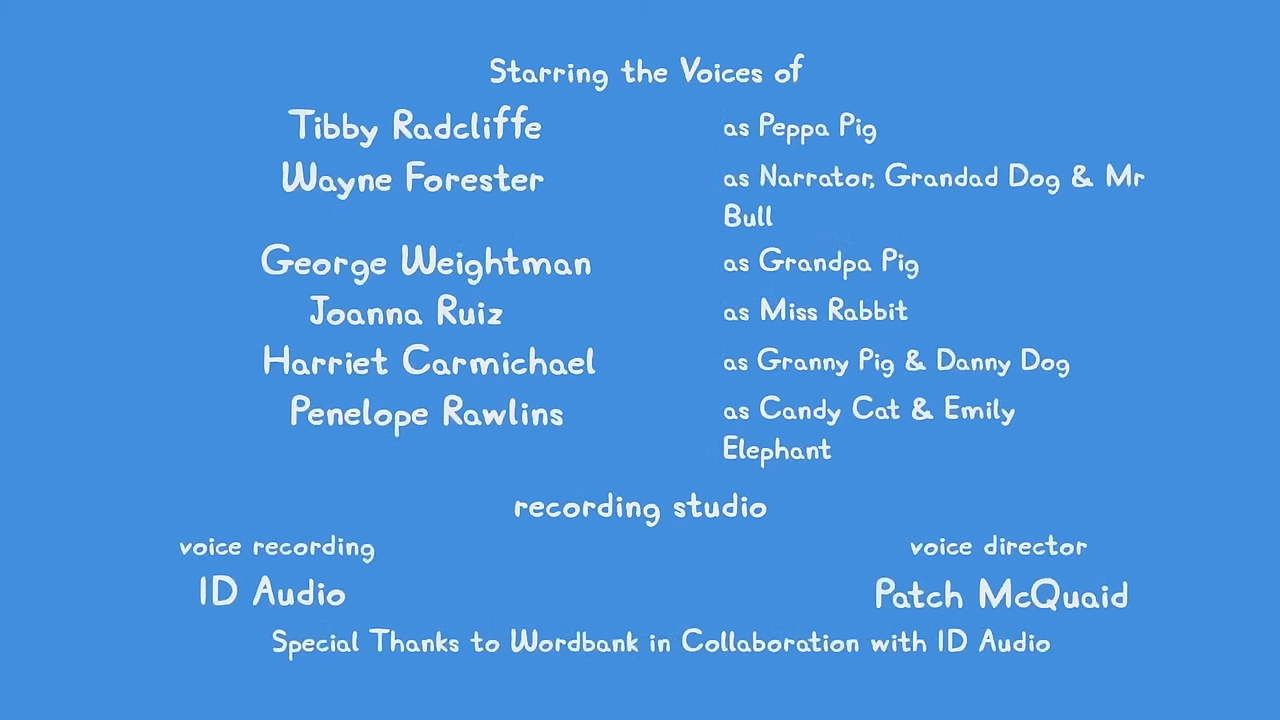 Starring the Voices of
Tibby Radcliffe as Peppa Pig
Wayne Forester as Narrator, Grandad Dog & Mr
Bull
George Weightman as Grandpa Pig
Joanna Ruiz as Miss Rabbit
Harriet Carmichael as Granny Pig & Danny Dog
Penelope Rawlins as Candy Cat & Emily
Elephant
recording studio
voice recording voice director
ID Audio Patch McQuaid
Special Thanks to Wordbank in Collaboration with ID Audio